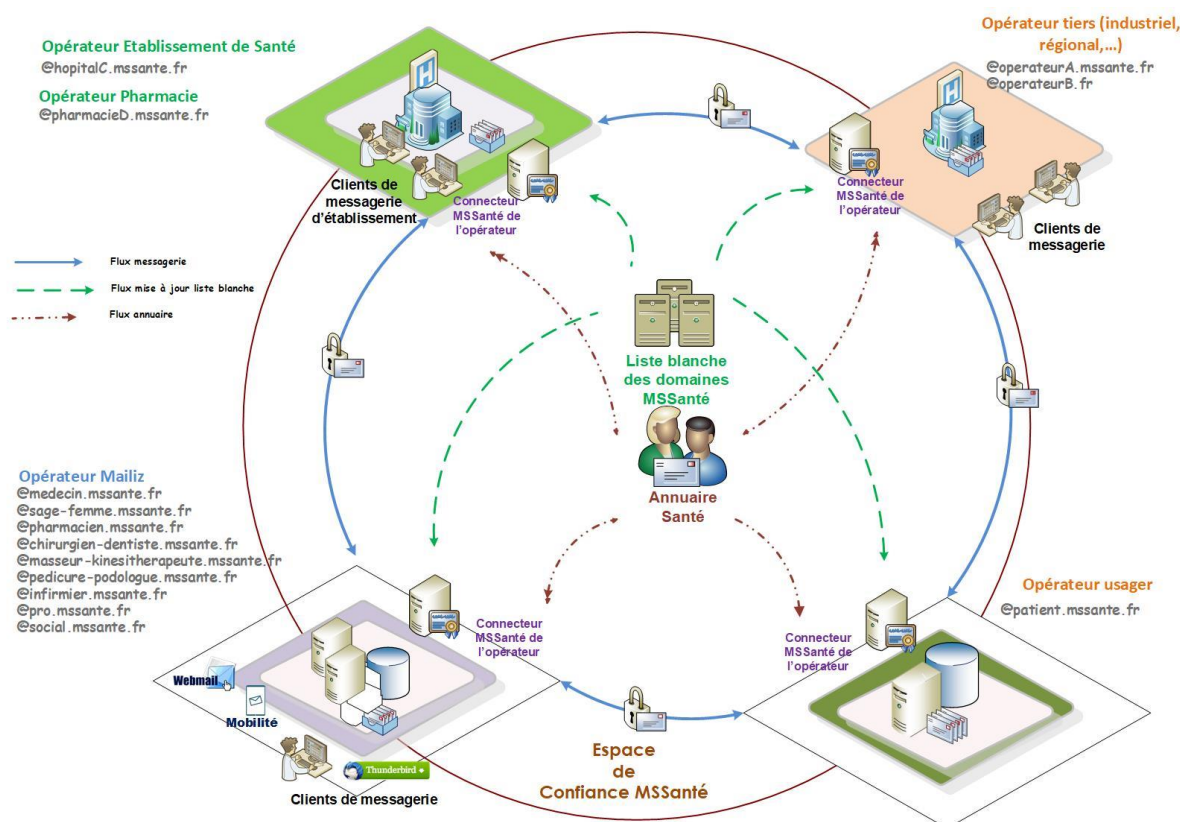 Opérateur Etablissement de Santé
@hopitalC.mssante.fr
Opérateur Pharmacie
@pharmacieD.mssante.fr
Opérateur tiers (industriel,
régional,...)
@operateurA.mssante.fr
@operateurB.fr
Clients de
messagerie
d'établissement
Connecteur
MSSanté de
l'opérateur
Connecteur
MSSanté de
l'opérateur
Clients de
messagerie
Flux messagerie
Flux mise à jour liste blanche
Flux annuaire
Liste blanche
des domaines
MSSanté
Annuaire
Santé
Opérateur Mailiz
@medecin.mssante.fr
@sage-femme.mssante.fr
@pharmacien.mssante.fr
@chirurgien-dentiste.mssante.fr
@masseur-kinesitherapeute.mssante.fr
@pedicure-podologue.mssante.fr
@infirmier.mssante.fr
@pro.mssante.fr
@social.mssante.fr
Opérateur usager
@patient.mssante.fr
Connecteur
MSSanté de
l'opérateur
Connecteur
MSSanté de
l'opérateur
Webmail
Mobilité
Thunderbird
Clients de messagerie
Espace
de
Confiance MSSanté